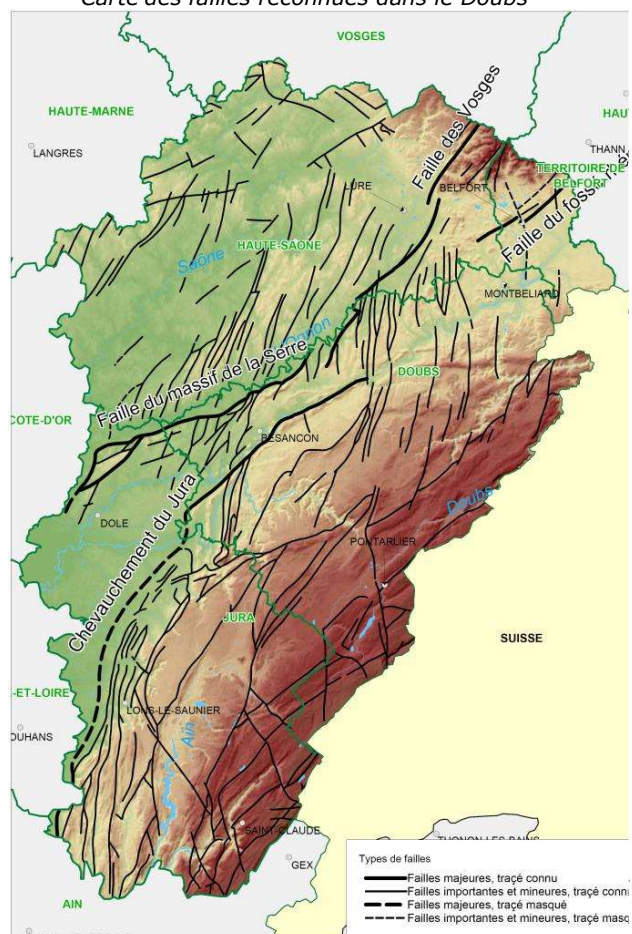 Carte des failles reconnues dans le Doubs
VOSGES
HAUTE-MARNE
LANGRES
Faille des Vosges
THANN
TERRITOIRE DE
BELFORT
BELFORT
LURE
Faille du foss
HAUTE-SAÔNE
Saône
MONTBELIARD
Ognon
Faille du massif de la Serre
DOUBS
COTE-D'OR
BESANCON
Chevauchement du Jura
DOLE
Doubs
PONTARLIER
JURA
SUISSE
-ET-LOIRE
LONS-LE-SAUNIER
OUHANS
Ain
SAINT-CLAUDE
THONON-LES-BAINS
GEX
AIN
Types de failles
Failles majeures, tracé connu
Failles importantes et mineures, tracé connu
Failles majeures, tracé masqué
Failles importantes et mineures, tracé masq